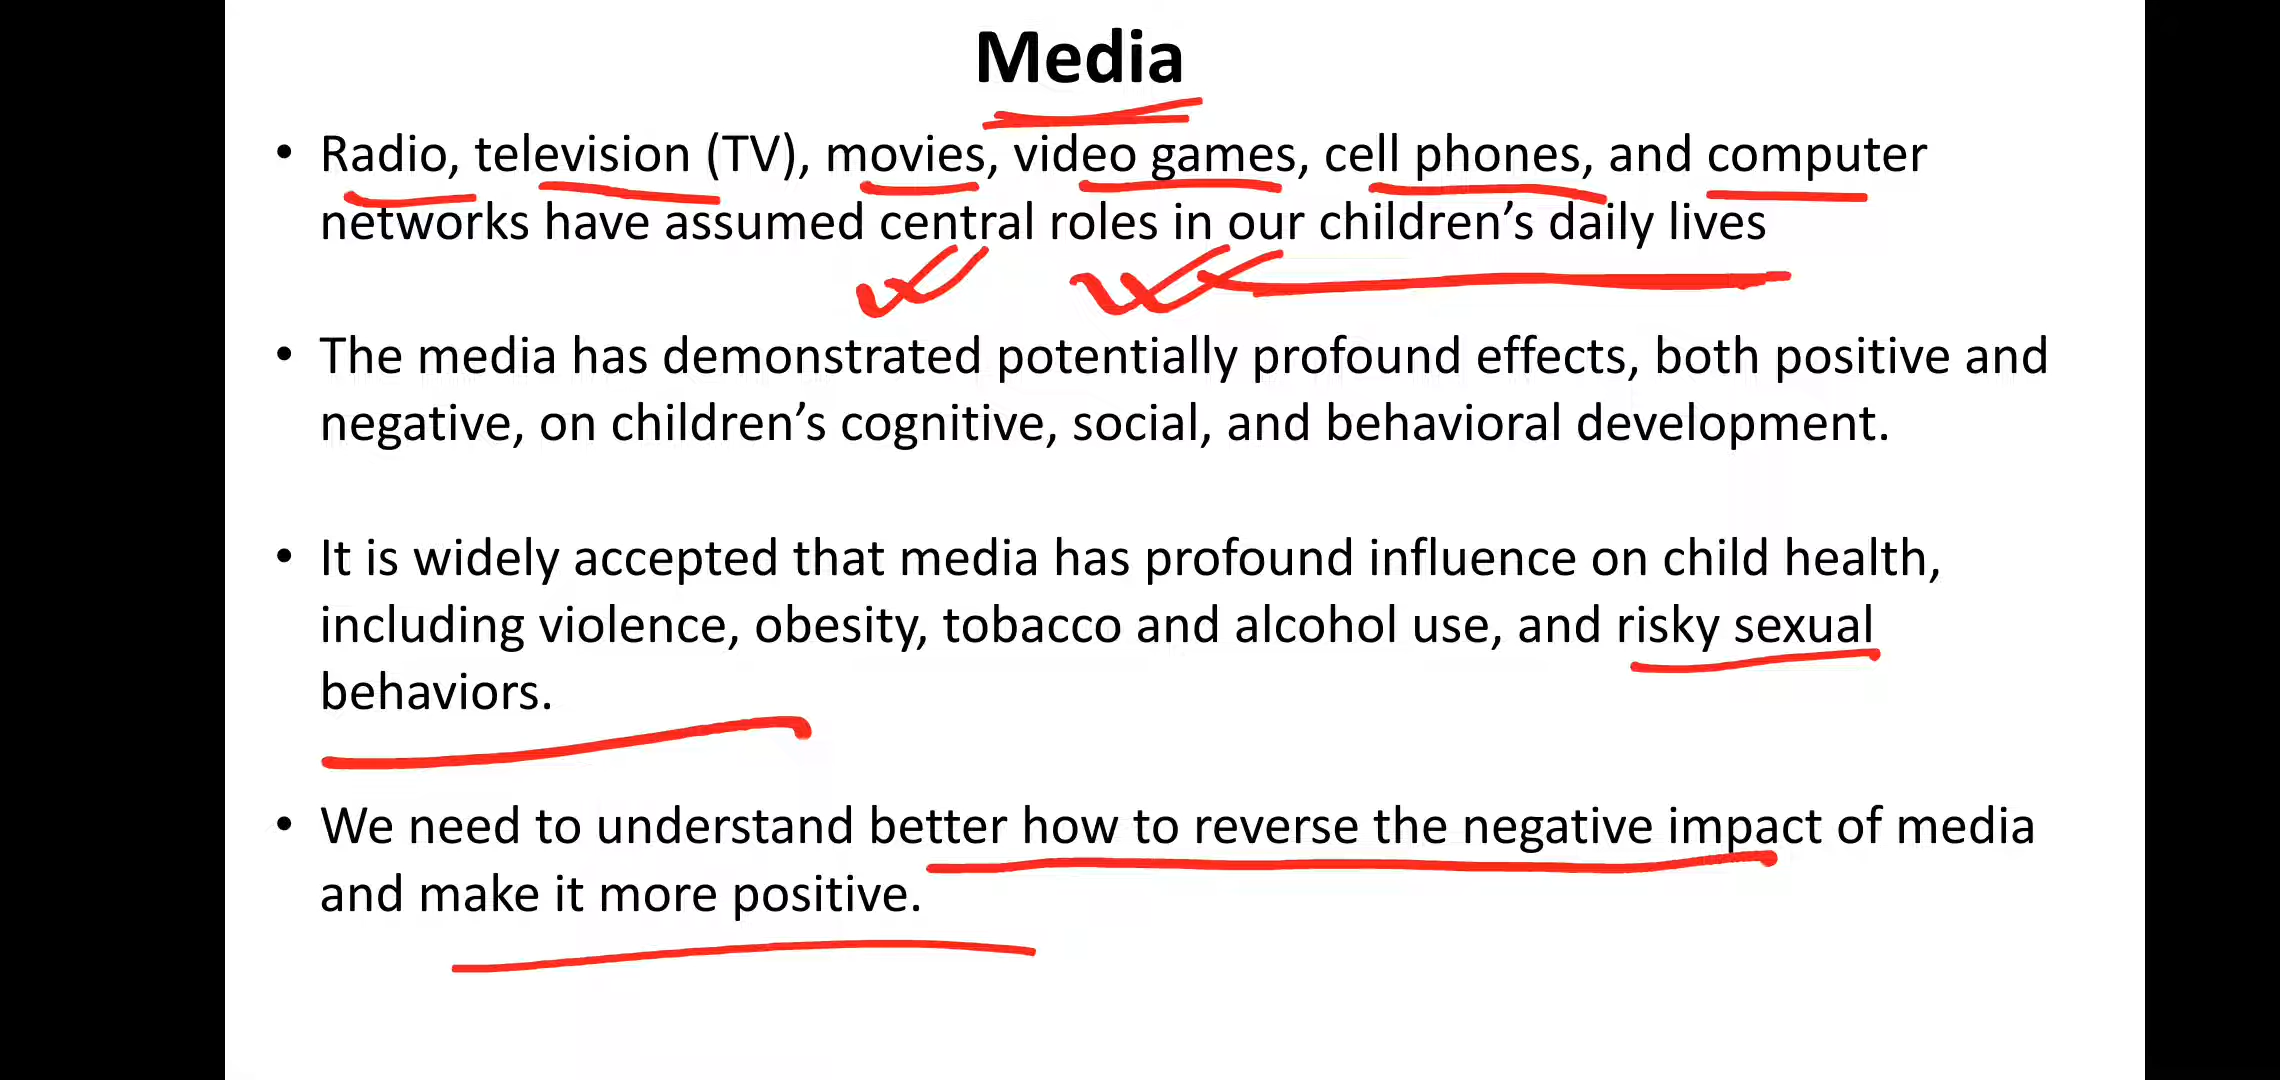 Media
• Radio, television (TV), movies, video games, cell phones, and computer
networks have assumed central roles in our children’s daily lives
• The media has demonstrated potentially profound effects, both positive and
negative, on children’s cognitive, social, and behavioral development.
• It is widely accepted that media has profound influence on child health,
including violence, obesity, tobacco and alcohol use, and risky sexual
behaviors.
• We need to understand better how to reverse the negative impact of media
and make it more positive.